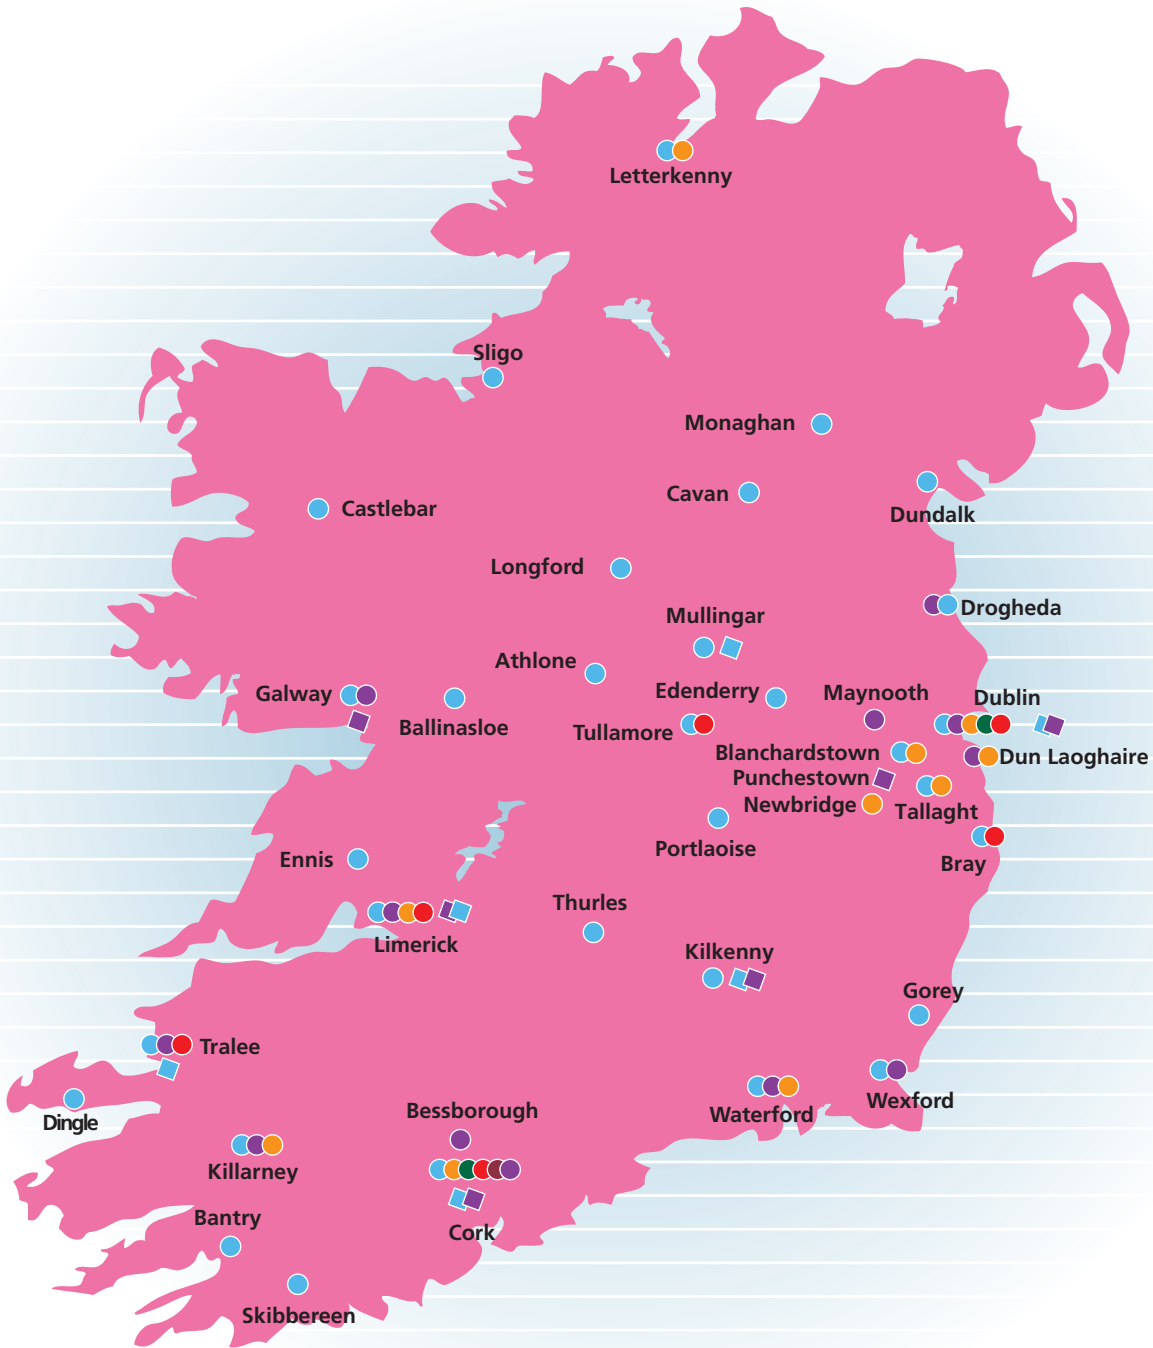 Letterkenny
Sligo
Monaghan
Cavan
Castlebar
Dundalk
Longford
Drogheda
Mullingar
Athlone
Edenderry
Maynooth
Dublin
Galway
Ballinasloe
Tullamore
Blanchardstown
Dun Laoghaire
Punchestown
Newbridge
Tallaght
Portlaoise
Bray
Ennis
Thurles
Limerick
Kilkenny
Gorey
Tralee
Dingle
Bessborough
Waterford
Wexford
Killarney
Bantry
Cork
Skibbereen